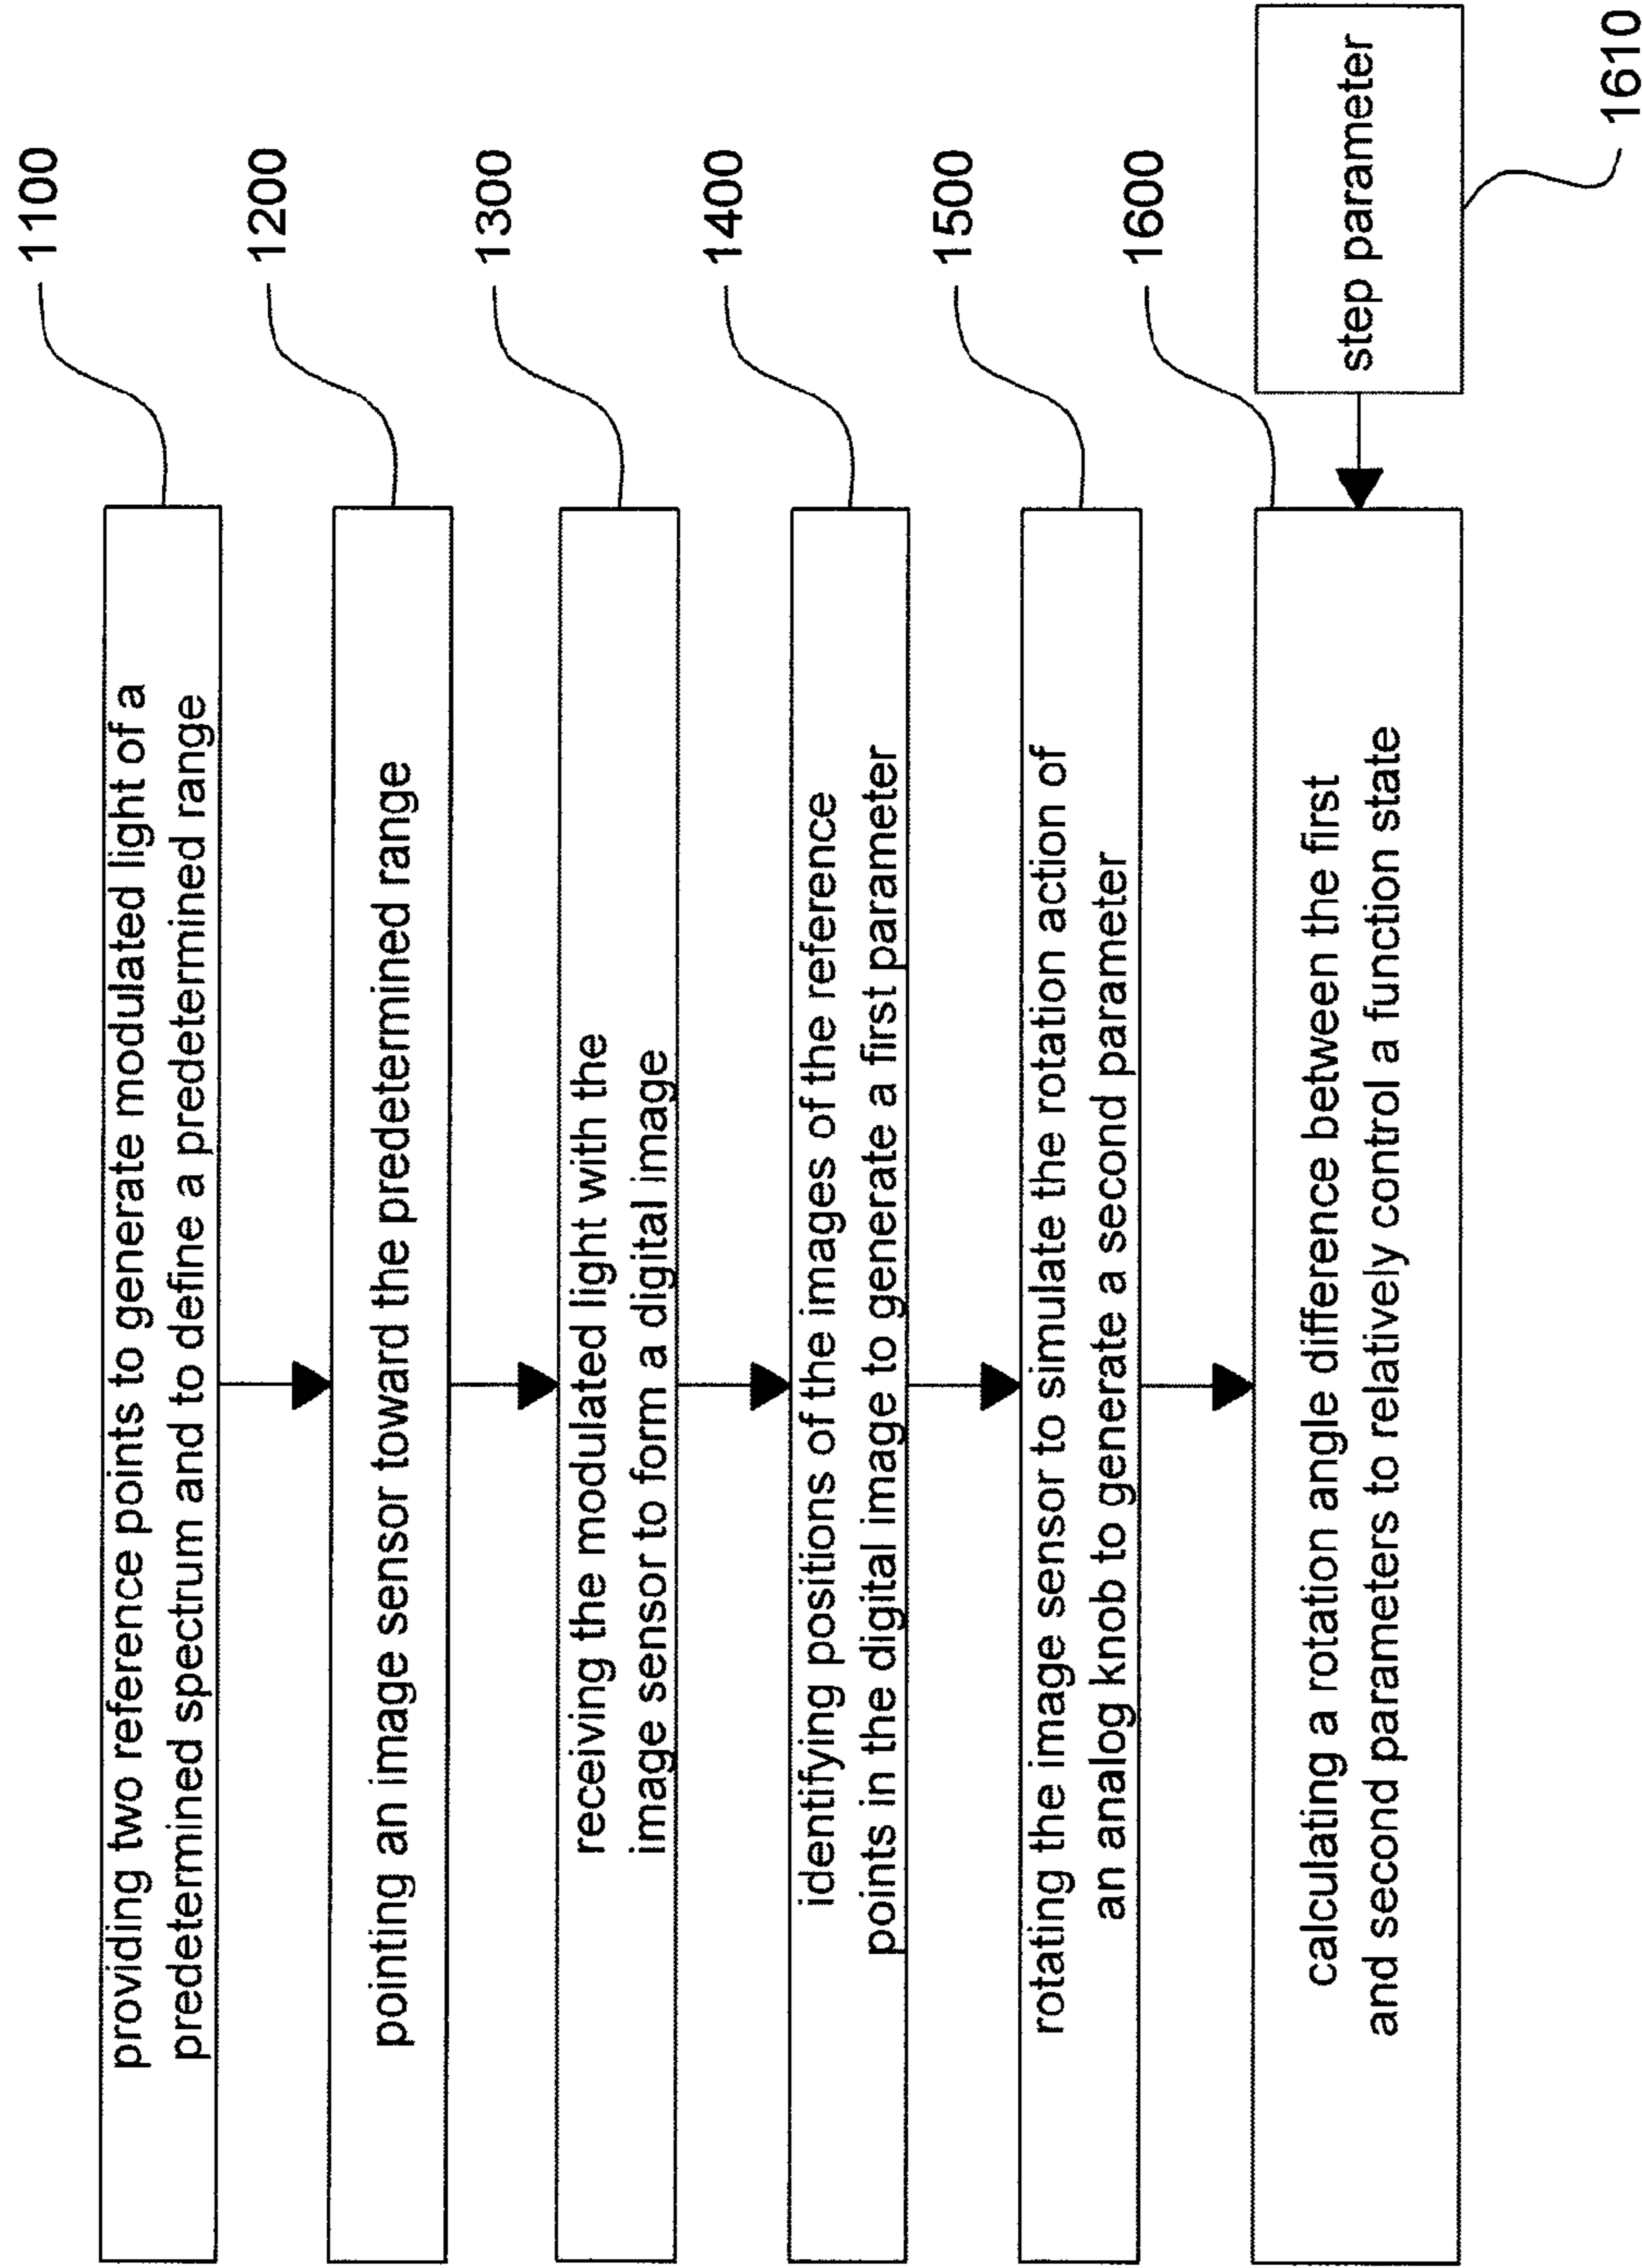 1100
providing two reference points to generate modulated light of a
predetermined spectrum and to define a predetermined range
1200
pointing an image sensor toward the predetermined range
1300
receiving the modulated light with the
image sensor to form a digital image
1400
identifying positions of the images of the reference
points in the digital image to generate a first parameter
1500
rotating the image sensor to simulate the rotation action of
an analog knob to generate a second parameter
1600
calculating a rotation angle difference between the first
and second parameters to relatively control a function state
step parameter
1610